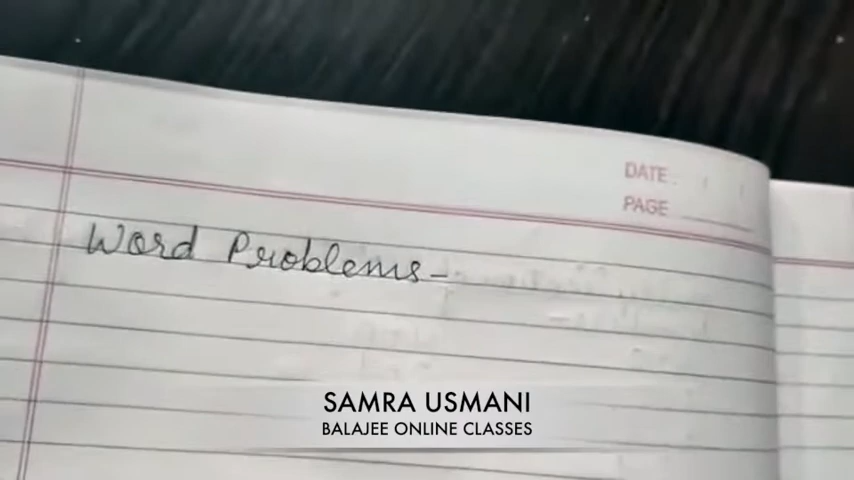 DATE
PAGE
Word Problems-
SAMRA USMANI
BALAJEE ONLINE CLASSES